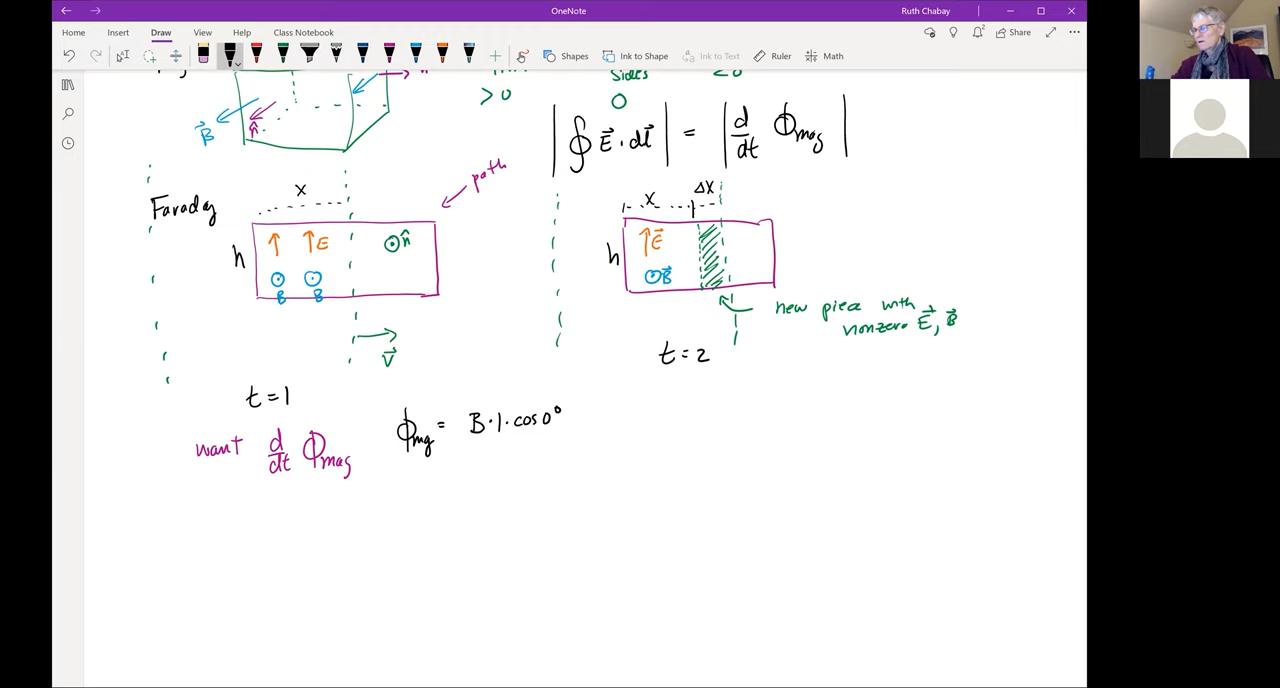 OneNote
Ruth Chabay
Home Insert Draw View Help Class Notebook
Share
Shapes Ink to Shape Ink to Text Ruler Math
B⃗ n̂
> 0
sides
0
< 0
| ∮ E⃗ · dl⃗ | = | d/dt Φmag |
Faraday
x
path
h
E
n̂
B B
v⃗
t = 1
x Δx
h
E⃗
B⃗
new piece with
nonzero E⃗, B⃗
t = 2
want d/dt Φmag
Φmg = B · 1 · cos 0°